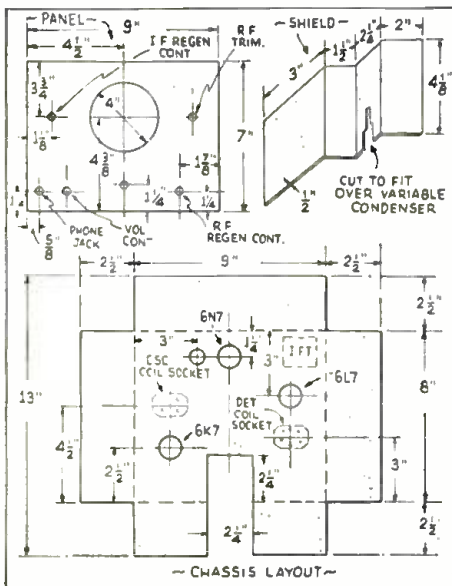 PANEL
9"
4 1/2"
I F REGEN
CONT
RF
TRIM.
3 3/4"
4"
1 1/8"
4 3/8"
1 7/8"
7"
1 1/4"
1 1/4"
5/8"
PHONE
JACK
VOL
CONT
RF
REGEN CONT.
~SHIELD~
3"
1 1/2"
2 1/4"
2"
4 1/8"
1/2"
CUT TO FIT
OVER VARIABLE
CONDENSER
2 1/2"
9"
2 1/2"
2 1/2"
6N7
3"
1 1/4"
3"
IFT
COIL
SOCKET
6L7
13"
8"
DET
COIL
SOCKET
4 1/2"
6K7
2 1/2"
2 1/4"
3"
2 1/4"
2 1/2"
~ CHASSIS LAYOUT ~